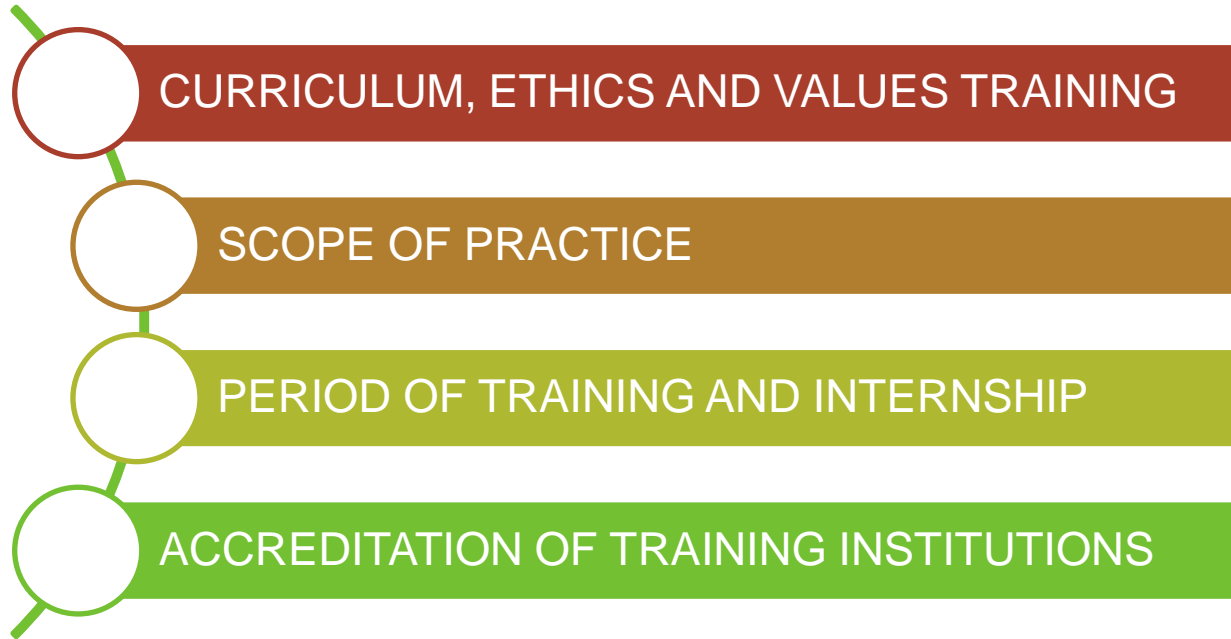 CURRICULUM, ETHICS AND VALUES TRAINING
SCOPE OF PRACTICE
PERIOD OF TRAINING AND INTERNSHIP
ACCREDITATION OF TRAINING INSTITUTIONS